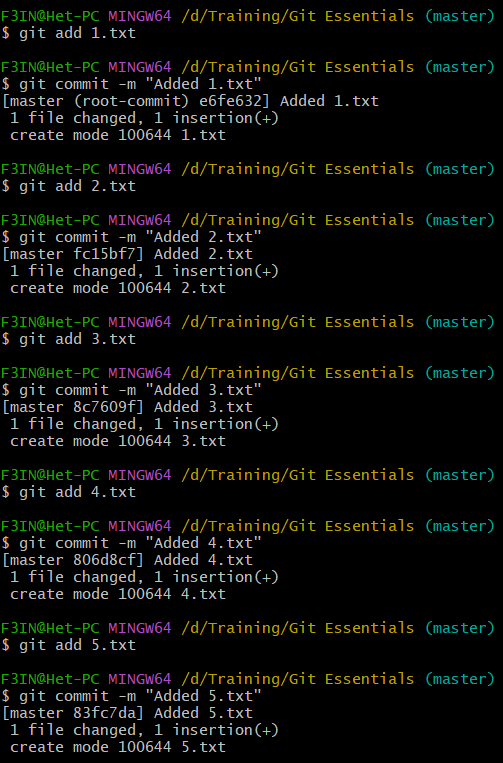 F3IN@Het-PC MINGW64 /d/Training/Git Essentials (master)
$ git add 1.txt
F3IN@Het-PC MINGW64 /d/Training/Git Essentials (master)
$ git commit -m "Added 1.txt"
[master (root-commit) e6fe632] Added 1.txt
 1 file changed, 1 insertion(+)
 create mode 100644 1.txt
F3IN@Het-PC MINGW64 /d/Training/Git Essentials (master)
$ git add 2.txt
F3IN@Het-PC MINGW64 /d/Training/Git Essentials (master)
$ git commit -m "Added 2.txt"
[master fc15bf7] Added 2.txt
 1 file changed, 1 insertion(+)
 create mode 100644 2.txt
F3IN@Het-PC MINGW64 /d/Training/Git Essentials (master)
$ git add 3.txt
F3IN@Het-PC MINGW64 /d/Training/Git Essentials (master)
$ git commit -m "Added 3.txt"
[master 8c7609f] Added 3.txt
 1 file changed, 1 insertion(+)
 create mode 100644 3.txt
F3IN@Het-PC MINGW64 /d/Training/Git Essentials (master)
$ git add 4.txt
F3IN@Het-PC MINGW64 /d/Training/Git Essentials (master)
$ git commit -m "Added 4.txt"
[master 806d8cf] Added 4.txt
 1 file changed, 1 insertion(+)
 create mode 100644 4.txt
F3IN@Het-PC MINGW64 /d/Training/Git Essentials (master)
$ git add 5.txt
F3IN@Het-PC MINGW64 /d/Training/Git Essentials (master)
$ git commit -m "Added 5.txt"
[master 83fc7da] Added 5.txt
 1 file changed, 1 insertion(+)
 create mode 100644 5.txt